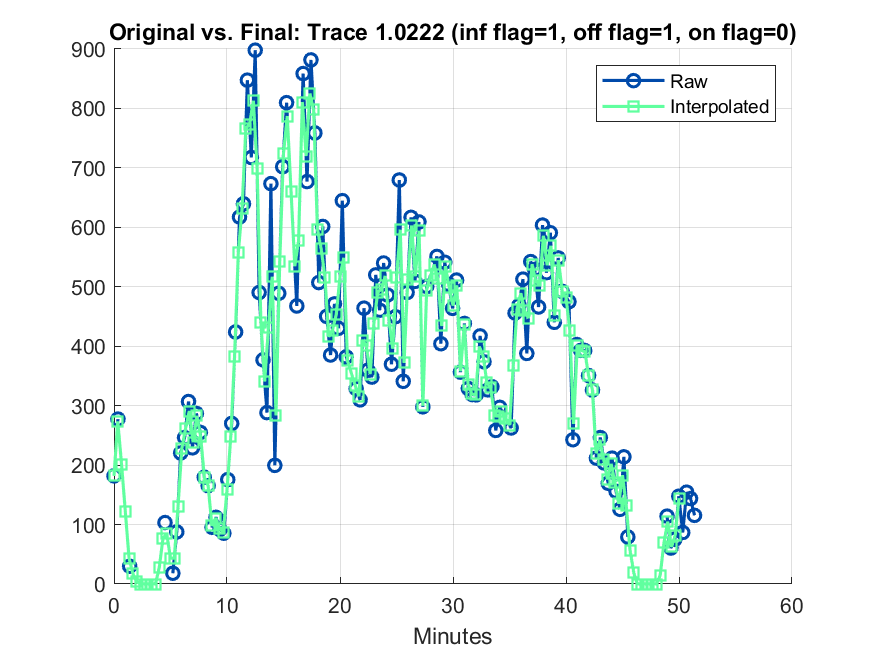 Original vs. Final: Trace 1.0222 (inf flag=1, off flag=1, on flag=0)
900
800
700
600
500
400
300
200
100
0
Raw
Interpolated
0 10 20 30 40 50 60
Minutes